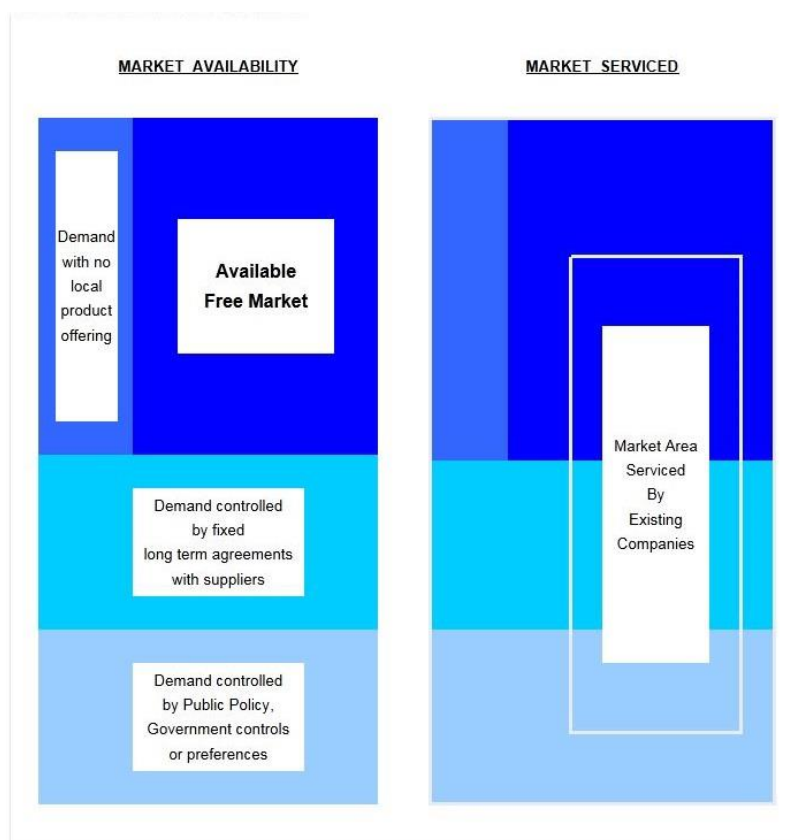 MARKET AVAILABILITY
MARKET SERVICED
Demand
with no
local
product
offering
Available
Free Market
Demand controlled
by fixed
long term agreements
with suppliers
Demand controlled
by Public Policy,
Government controls
or preferences
Market Area
Serviced
By
Existing
Companies